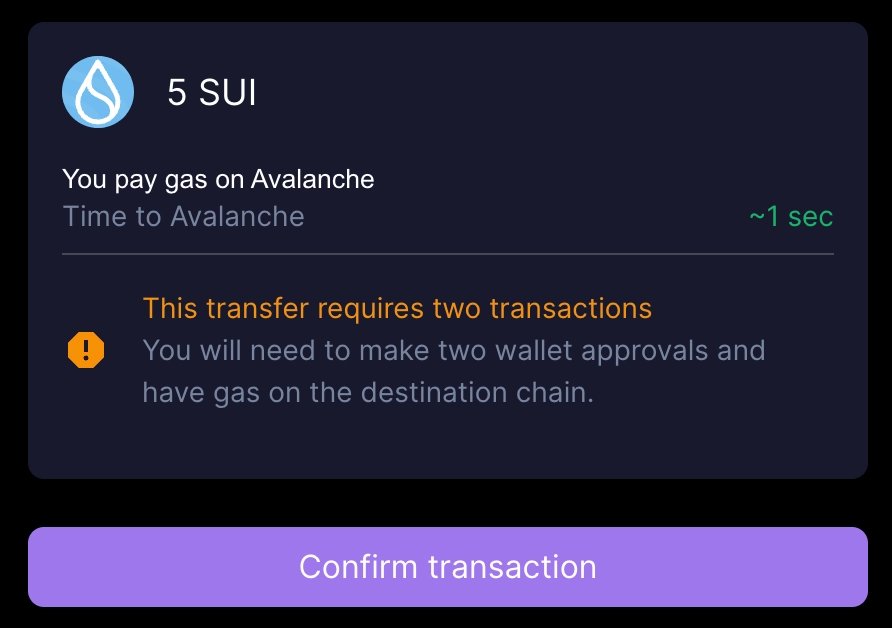 5 SUI
You pay gas on Avalanche
Time to Avalanche ~1 sec
This transfer requires two transactions
You will need to make two wallet approvals and
have gas on the destination chain.
Confirm transaction